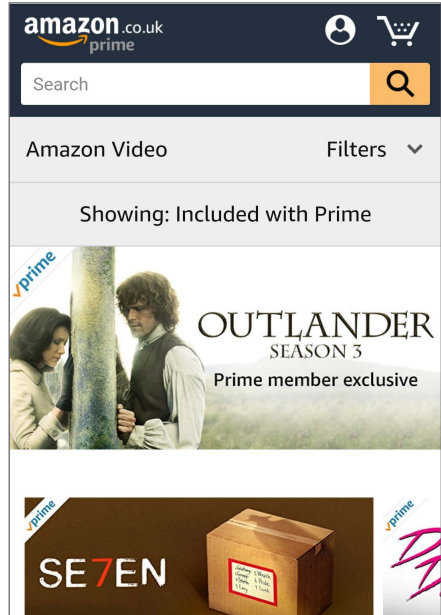 amazon.co.uk
prime
Search
Amazon Video
Filters
Showing: Included with Prime
prime
OUTLANDER
SEASON 3
Prime member exclusive
prime
prime
SE7EN